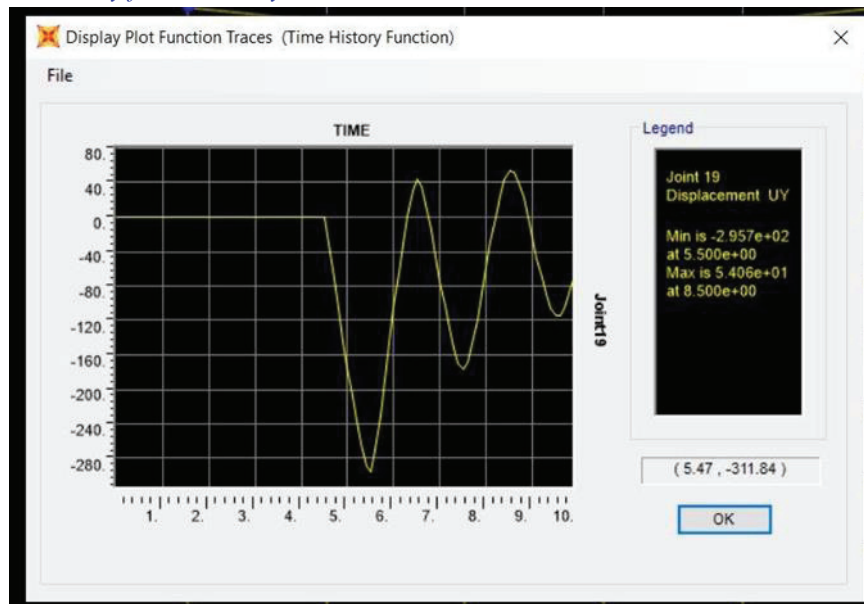 Display Plot Function Traces (Time History Function)
File
TIME
Legend
80.
40.
0.
-40.
-80.
-120.
-160.
-200.
-240.
-280.
Joint19
Joint 19
Displacement UY
Min is -2.957e+02
at 5.500e+00
Max is 5.406e+01
at 8.500e+00
1. 2. 3. 4. 5. 6. 7. 8. 9. 10.
( 5.47 , -311.84 )
OK